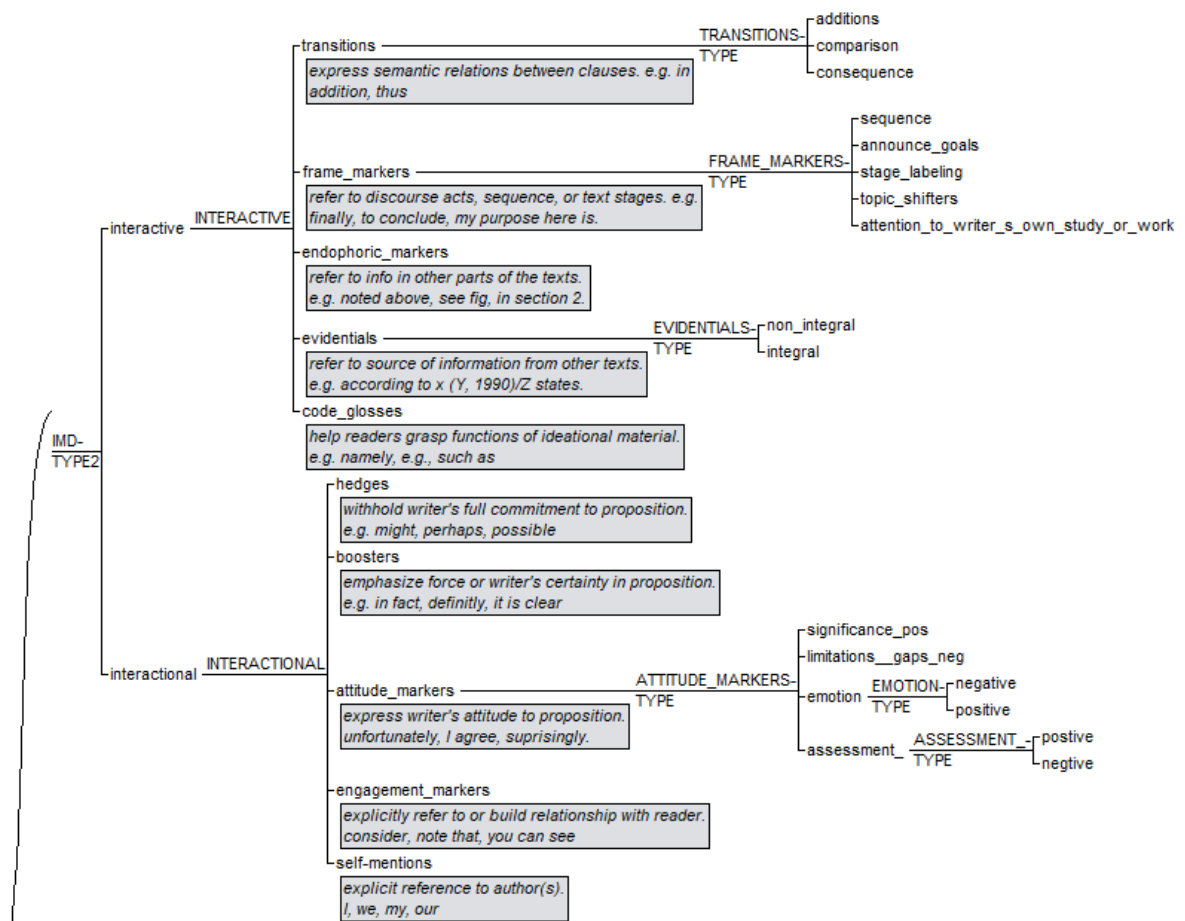 additions
TRANSITIONS-
transitions
TYPE
comparison
consequence
express semantic relations between clauses. e.g. in
addition, thus
sequence
announce_goals
FRAME_MARKERS-
frame_markers
TYPE
stage_labeling
topic_shifters
attention_to_writer_s_own_study_or_work
refer to discourse acts, sequence, or text stages. e.g.
finally, to conclude, my purpose here is.
interactive
INTERACTIVE
endophoric_markers
refer to info in other parts of the texts.
e.g. noted above, see fig, in section 2.
evidentials
EVIDENTIALS-
TYPE
non_integral
integral
refer to source of information from other texts.
e.g. according to x (Y, 1990)/Z states.
code_glosses
help readers grasp functions of ideational material.
e.g. namely, e.g., such as
IMD-
TYPE2
hedges
withhold writer's full commitment to proposition.
e.g. might, perhaps, possible
boosters
emphasize force or writer's certainty in proposition.
e.g. in fact, definitly, it is clear
interactional
INTERACTIONAL
attitude_markers
ATTITUDE_MARKERS-
TYPE
significance_pos
limitations__gaps_neg
emotion
EMOTION-
TYPE
negative
positive
assessment_
ASSESSMENT_-
TYPE
postive
negtive
express writer's attitude to proposition.
unfortunately, I agree, suprisingly.
engagement_markers
explicitly refer to or build relationship with reader.
consider, note that, you can see
self-mentions
explicit reference to author(s).
I, we, my, our